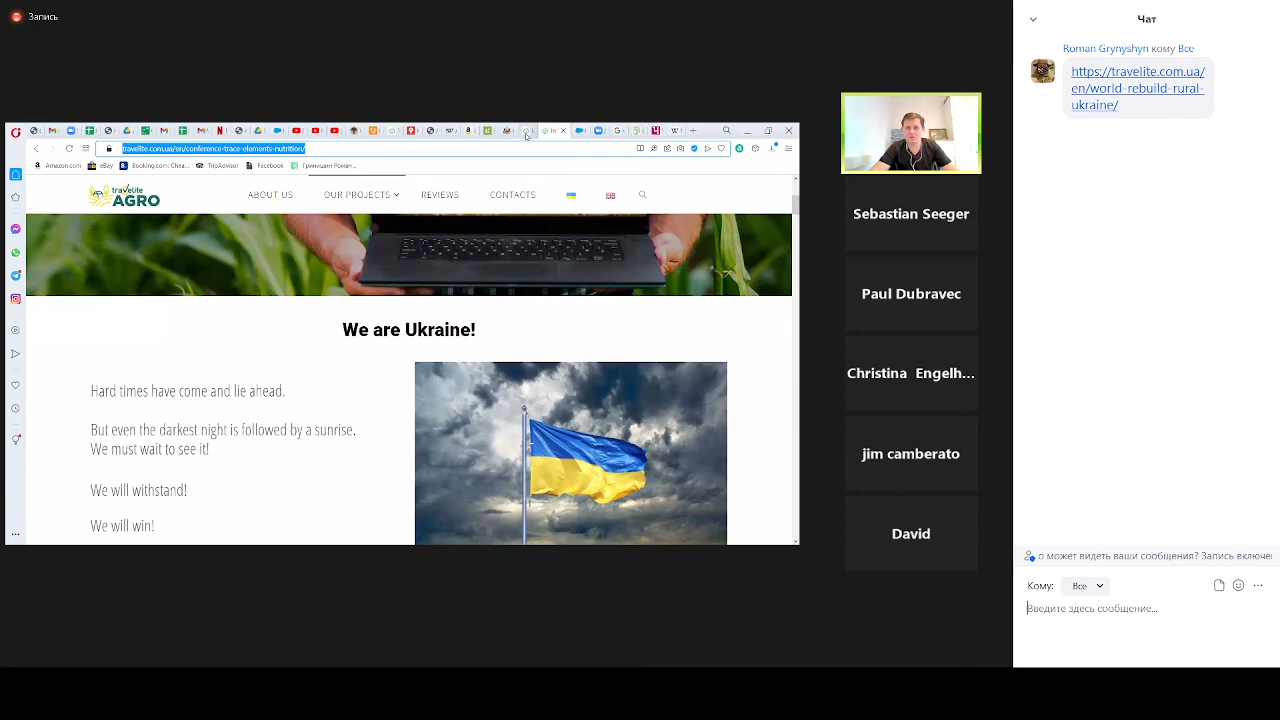 Запись
Чат
Roman Grynyshyn кому Все
https://travelite.com.ua/
en/world-rebuild-rural-
ukraine/
travelite.com.ua/en/conference-trace-elements-nutrition/
Amazon.com
eBay
Booking.com: Chea...
TripAdvisor
Facebook
Гринишин Роман...
travelite
AGRO
ABOUT US
OUR PROJECTS
REVIEWS
CONTACTS
We are Ukraine!
Hard times have come and lie ahead.
But even the darkest night is followed by a sunrise.
We must wait to see it!
We will withstand!
We will win!
Sebastian Seeger
Paul Dubravec
Christina Engelh...
jim camberato
David
о может видеть ваши сообщения? Запись включен
Кому: Все
Введите здесь сообщение...